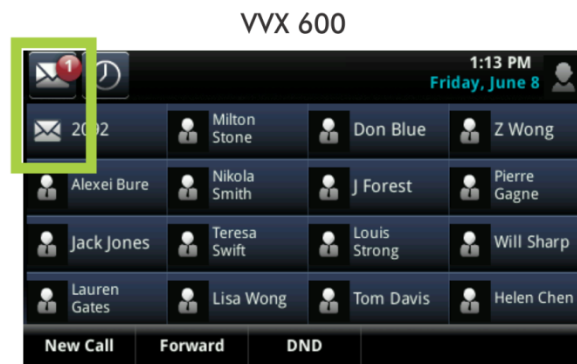 VVX 600
1
1:13 PM
Friday, June 8
2092
Milton
Stone
Don Blue
Z Wong
Alexei Bure
Nikola
Smith
J Forest
Pierre
Gagne
Jack Jones
Teresa
Swift
Louis
Strong
Will Sharp
Lauren
Gates
Lisa Wong
Tom Davis
Helen Chen
New Call
Forward
DND